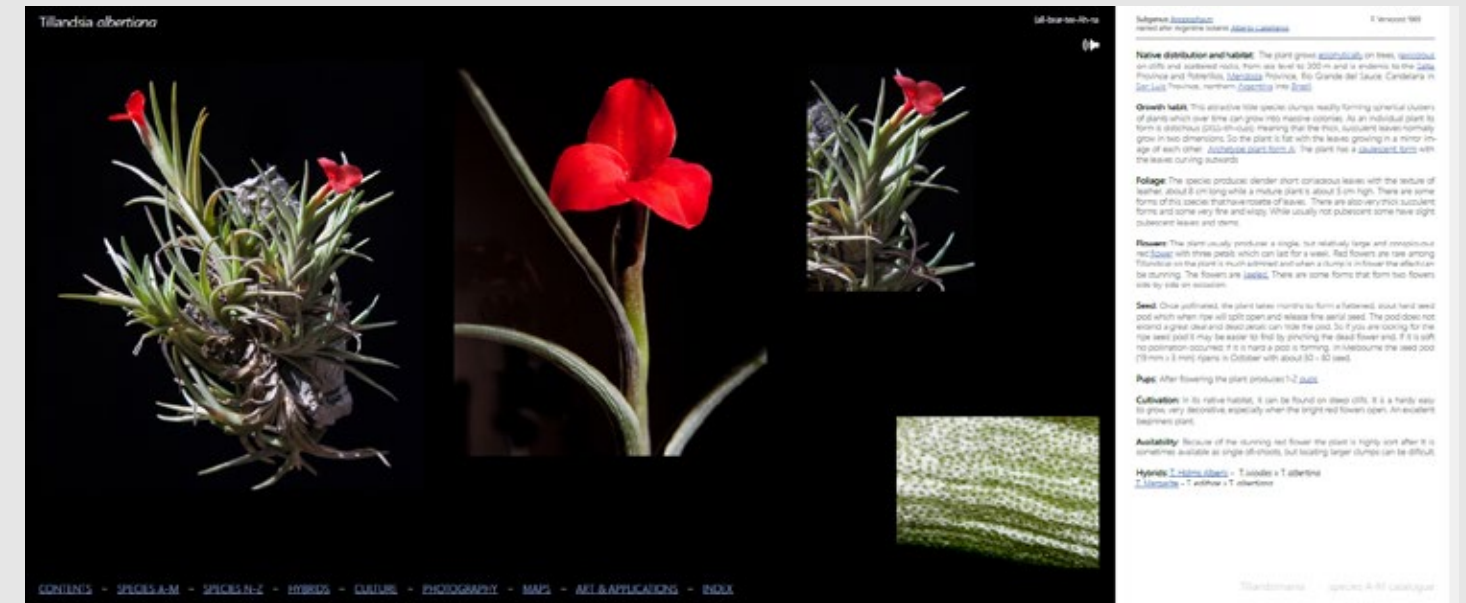 Tillandsia albertiana
(all-bear-tee-Ah-na
Subgenus
named after Argentine botanist Alberto Castellanos
F. Vervoorst 1969
Native distribution and habitat: The plant grows epiphytically on trees, saxicolous
on cliffs and scattered rocks, from sea level to 200 m and is endemic to the Salta
Province and Potrerillos, Mendoza Province, Rio Grande del Sauce, Candelaria in
San Luis Province, northern Argentina into Brazil.
Growth habit: This attractive little species clumps readily forming spherical clusters
of plants which over time can grow into massive colonies. As an individual plant its
form is distichous Meaning that the thick, succulent leaves normally
grow in two dimensions. So the plant is flat with the leaves growing in a mirror im-
age of each other. Archetype plant form A. The plant has a caulescent form with
the leaves curving outwards
Foliage: The species produces slender short coriaceous leaves with the texture of
leather, about 8 cm long while a mature plant is about 5 cm high. There are some
forms of this species that have rosette of leaves. There are also very thick succulent
forms and some very fine and wispy. While usually not pubescent some have slight
pubescent leaves and stems.
Flowers: The plant usually produces a single, but relatively large and conspicuous
red flower with three petals which can last for a week. Red flowers are rare among
Tillandsias so the plant is much admired and when a clump is in flower the effect can
be stunning. The flowers are There are some forms that form two flowers
side by side on occasion.
Seed: Once pollinated, the plant takes months to form a fattened, stout hard seed
pod which when ripe will split open and release fine aerial seed. The pod does not
extend a great deal and dead petals can hide the pod. So if you are looking for the
ripe seed pod it may be easier to find by pinching the dead flower end. If it is soft
no pollination occurred; if it is hard a pod is forming. In Melbourne the seed pod
ripens in October with about seed.
Pups: After flowering the plant produces 1-2 pups.
Cultivation: In its native habitat, it can be found on steep cliffs. It is a hardy easy
to grow, very decorative, especially when the bright red flowers open. An excellent
beginners plant.
Availability: Because of the stunning red flower the plant is highly sort after. It is
sometimes available as single off-shoots, but locating larger clumps can be difficult.
Hybrids: T. Holms Albers - T. ixioides x T. albertiana
T. - T. edithae x T. albertiana
CONTENTS - SPECIES A-M - SPECIES N-Z - HYBRIDS - CULTURE - PHOTOGRAPHY - MAPS - ART & APPLICATIONS - INDEX
Tillandsmania species A-M catalogue